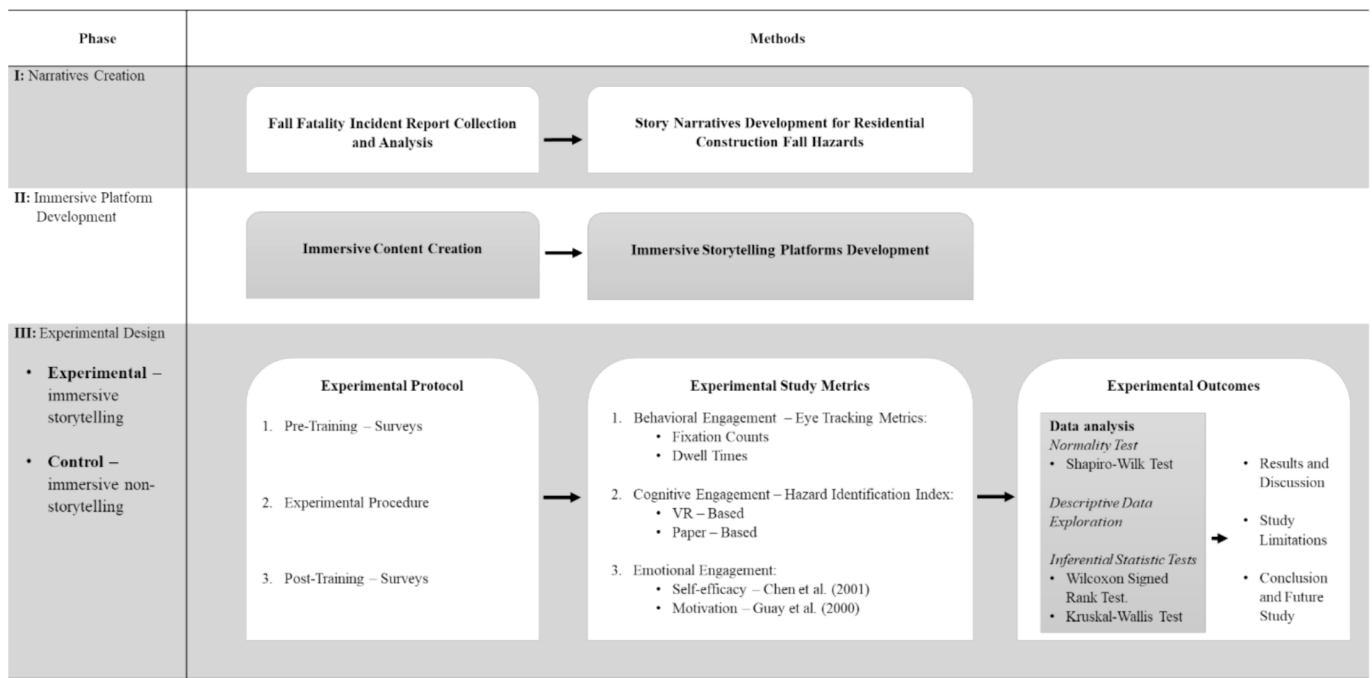 Phase
Methods
I: Narratives Creation
Fall Fatality Incident Report Collection
and Analysis
Story Narratives Development for Residential
Construction Fall Hazards
II: Immersive Platform
Development
Immersive Content Creation
Immersive Storytelling Platforms Development
III: Experimental Design
• Experimental –
immersive
storytelling
• Control –
immersive non-
storytelling
Experimental Protocol
1. Pre-Training – Surveys
2. Experimental Procedure
3. Post-Training – Surveys
Experimental Study Metrics
1. Behavioral Engagement – Eye Tracking Metrics:
• Fixation Counts
• Dwell Times
2. Cognitive Engagement – Hazard Identification Index:
• VR – Based
• Paper – Based
3. Emotional Engagement:
• Self-efficacy – Chen et al. (2001)
• Motivation – Guay et al. (2000)
Experimental Outcomes
Data analysis
Normality Test
• Shapiro-Wilk Test
Descriptive Data
Exploration
Inferential Statistic Tests
• Wilcoxon Signed
Rank Test.
• Kruskal-Wallis Test
• Results and
Discussion
• Study
Limitations
• Conclusion
and Future
Study